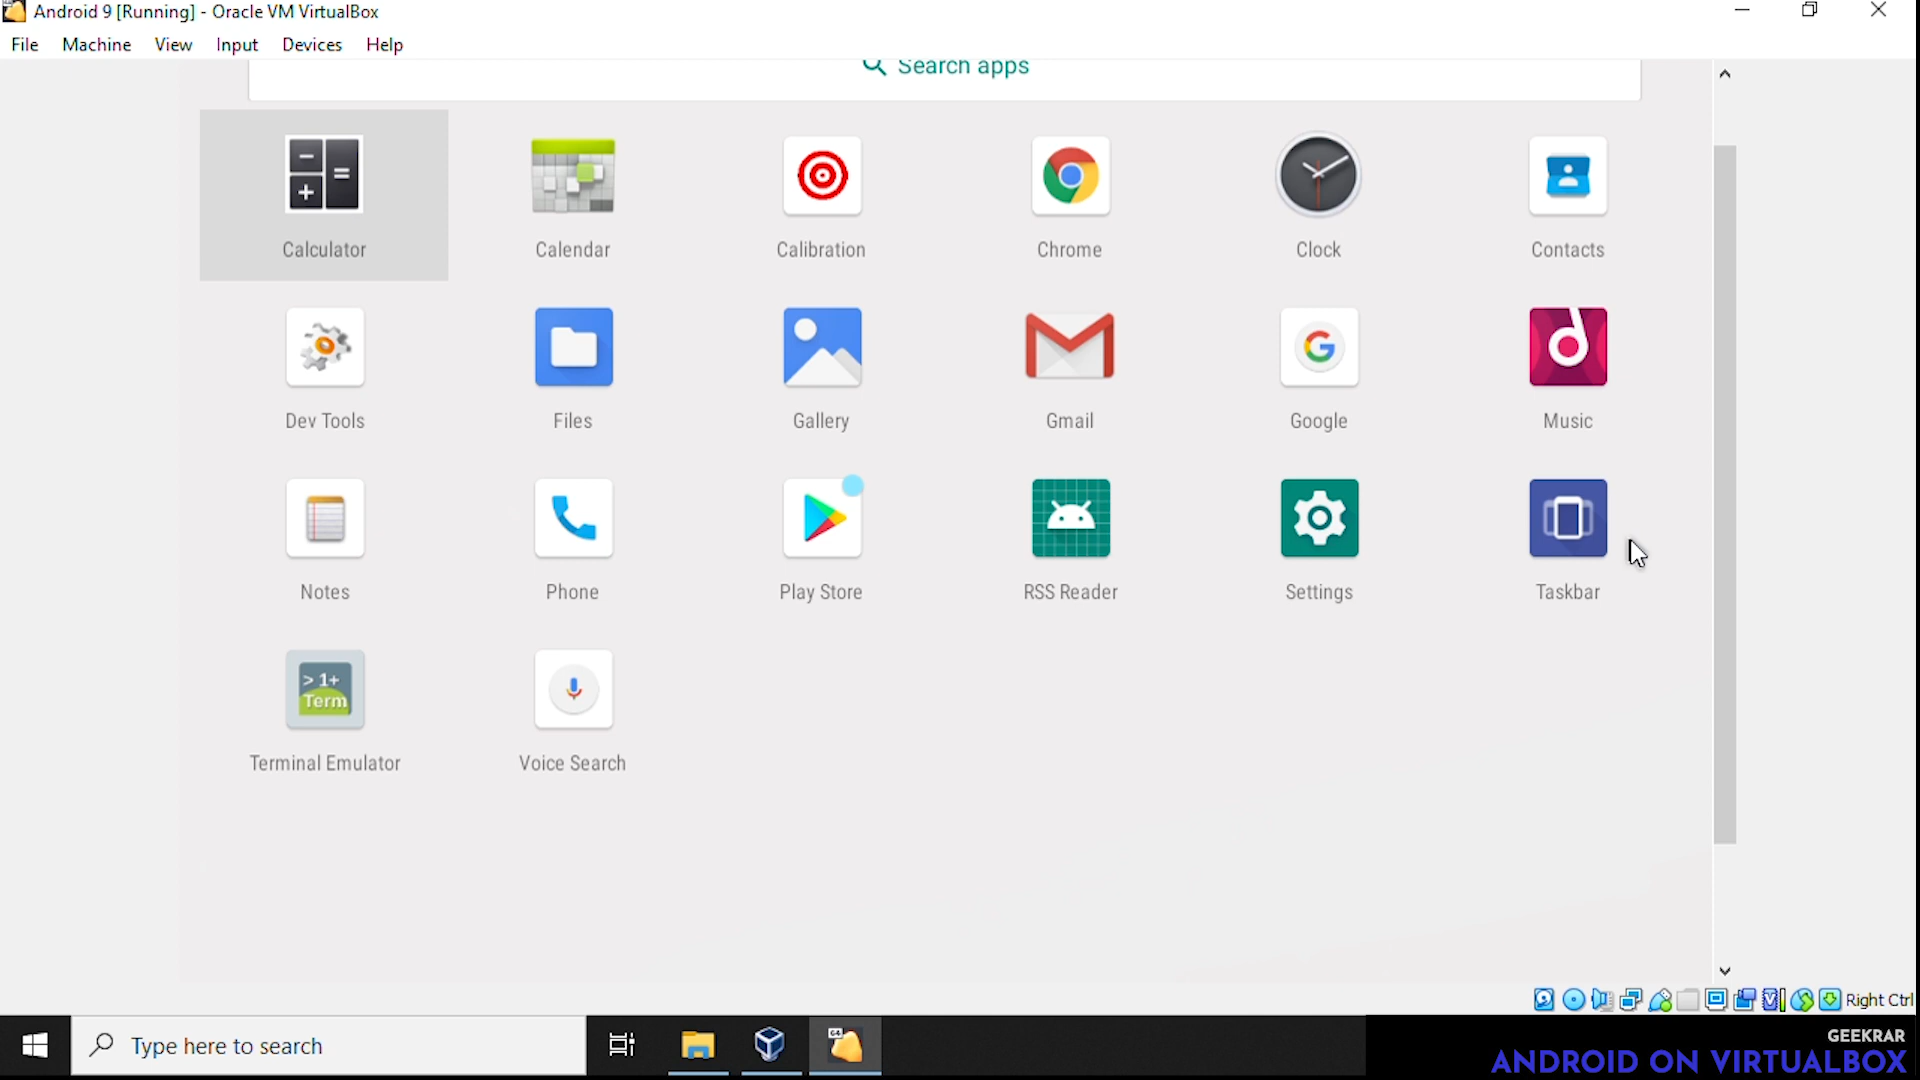 Android 9 [Running] - Oracle VM VirtualBox
File Machine View Input Devices Help
Search apps
Calculator Calendar Calibration Chrome Clock Contacts
Dev Tools Files Gallery Gmail Google Music
Notes Phone Play Store RSS Reader Settings Taskbar
> 1+
Term
Terminal Emulator Voice Search
Right Ctrl
Type here to search
64
GEEKRAR
ANDROID ON VIRTUALBOX